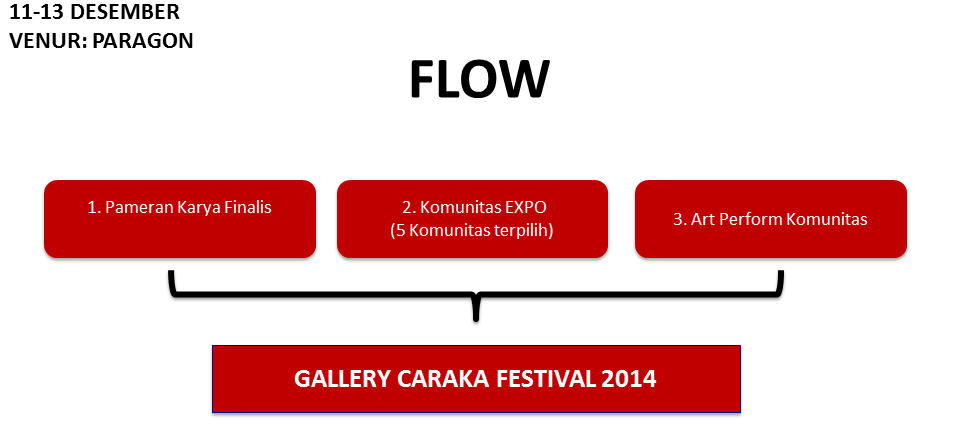 11-13 DESEMBER
VENUR: PARAGON
FLOW
1. Pameran Karya Finalis
2. Komunitas EXPO
(5 Komunitas terpilih)
3. Art Perform Komunitas
GALLERY CARAKA FESTIVAL 2014